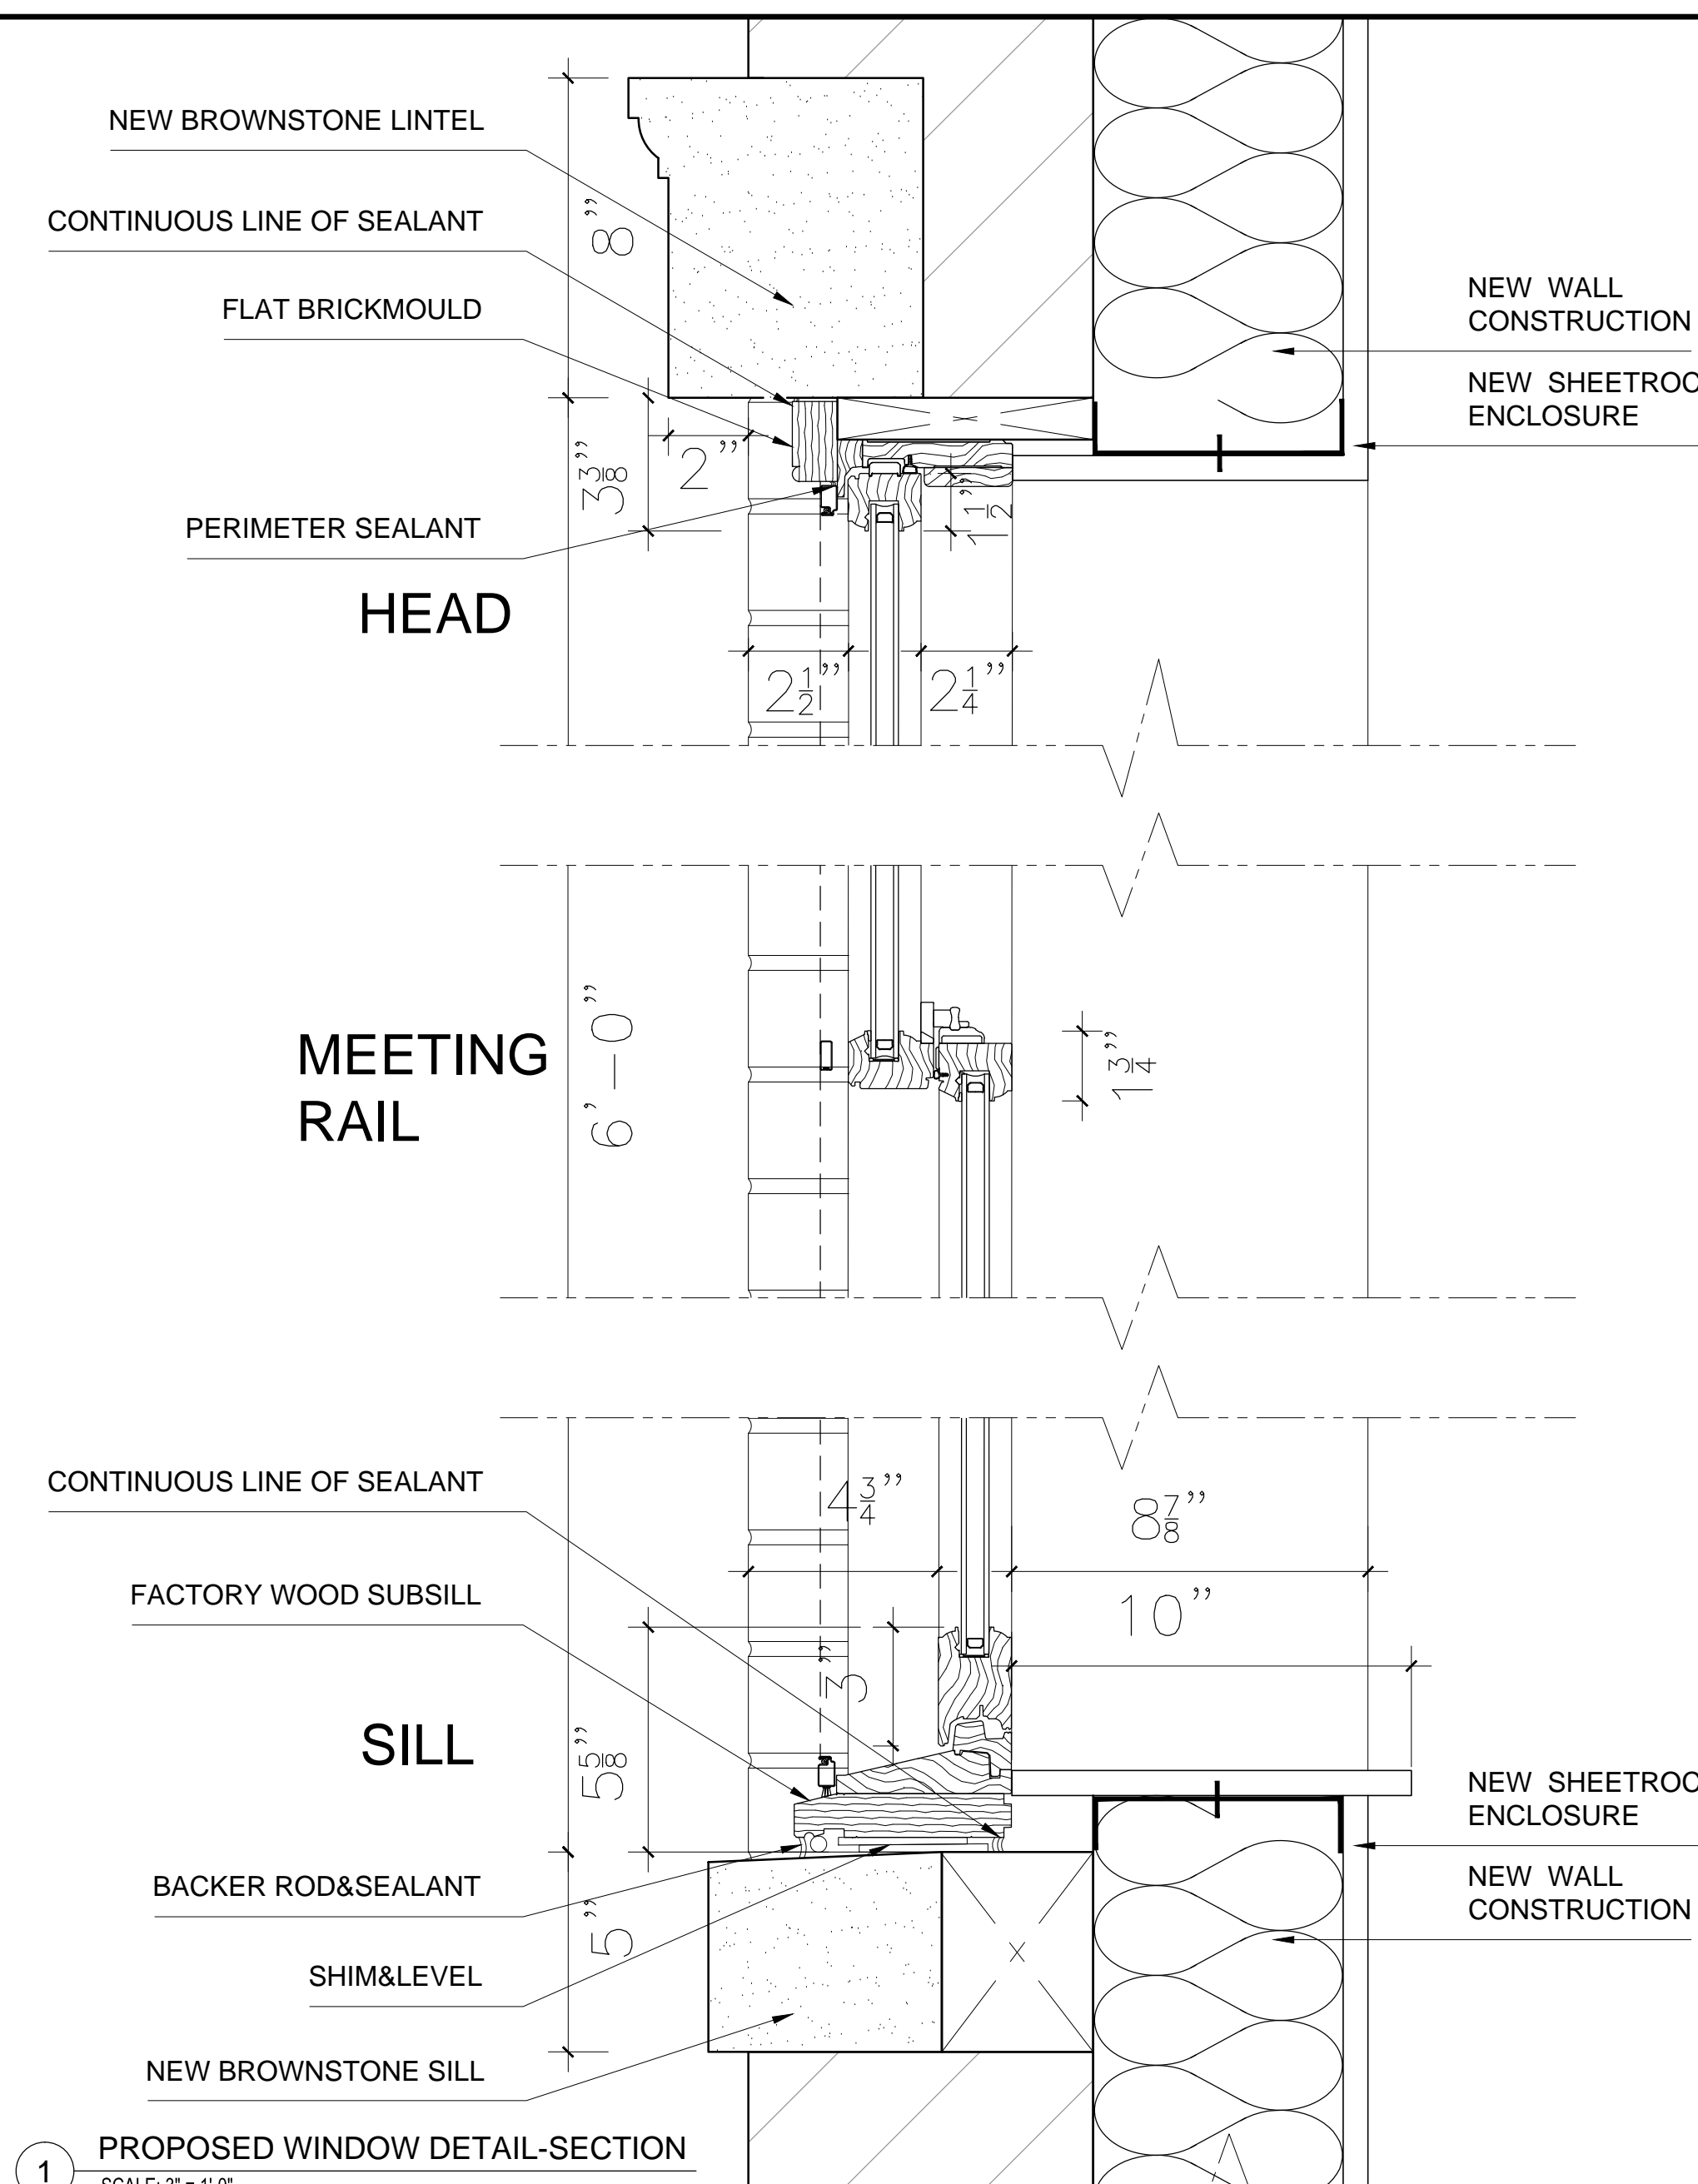 NEW BROWNSTONE LINTEL
CONTINUOUS LINE OF SEALANT
FLAT BRICKMOULD
PERIMETER SEALANT
8"
3 3/8"
2"
1 1/2"
NEW WALL
CONSTRUCTION
NEW SHEETROC
ENCLOSURE
HEAD
2 1/2"
2 1/4"
MEETING
RAIL
6'-0"
1 3/4"
CONTINUOUS LINE OF SEALANT
FACTORY WOOD SUBSILL
4 3/4"
8 7/8"
10"
3"
SILL
5 5/8"
5"
BACKER ROD&SEALANT
SHIM&LEVEL
NEW BROWNSTONE SILL
NEW SHEETROC
ENCLOSURE
NEW WALL
CONSTRUCTION
1
PROPOSED WINDOW DETAIL-SECTION
SCALE: 3" = 1'-0"